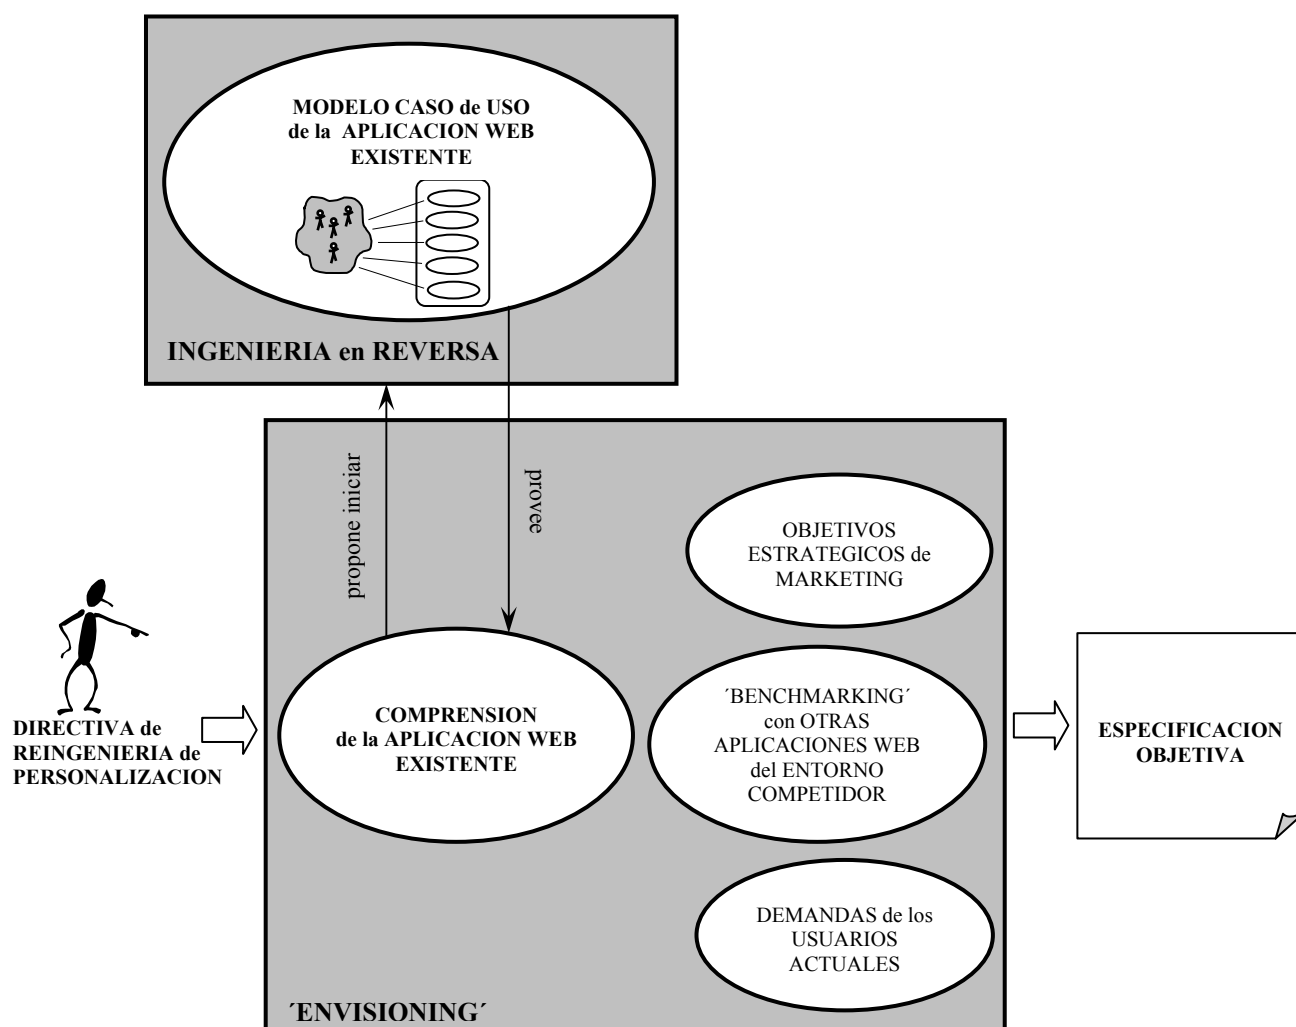 MODELO CASO de USO
de la APLICACION WEB
EXISTENTE
INGENIERIA en REVERSA
propone iniciar
provee
OBJETIVOS
ESTRATEGICOS de
MARKETING
DIRECTIVA de
REINGENIERIA de
PERSONALIZACION
COMPRENSION
de la APLICACION WEB
EXISTENTE
´BENCHMARKING´
con OTRAS
APLICACIONES WEB
del ENTORNO
COMPETIDOR
ESPECIFICACION
OBJETIVA
DEMANDAS de los
USUARIOS
ACTUALES
´ENVISIONING´